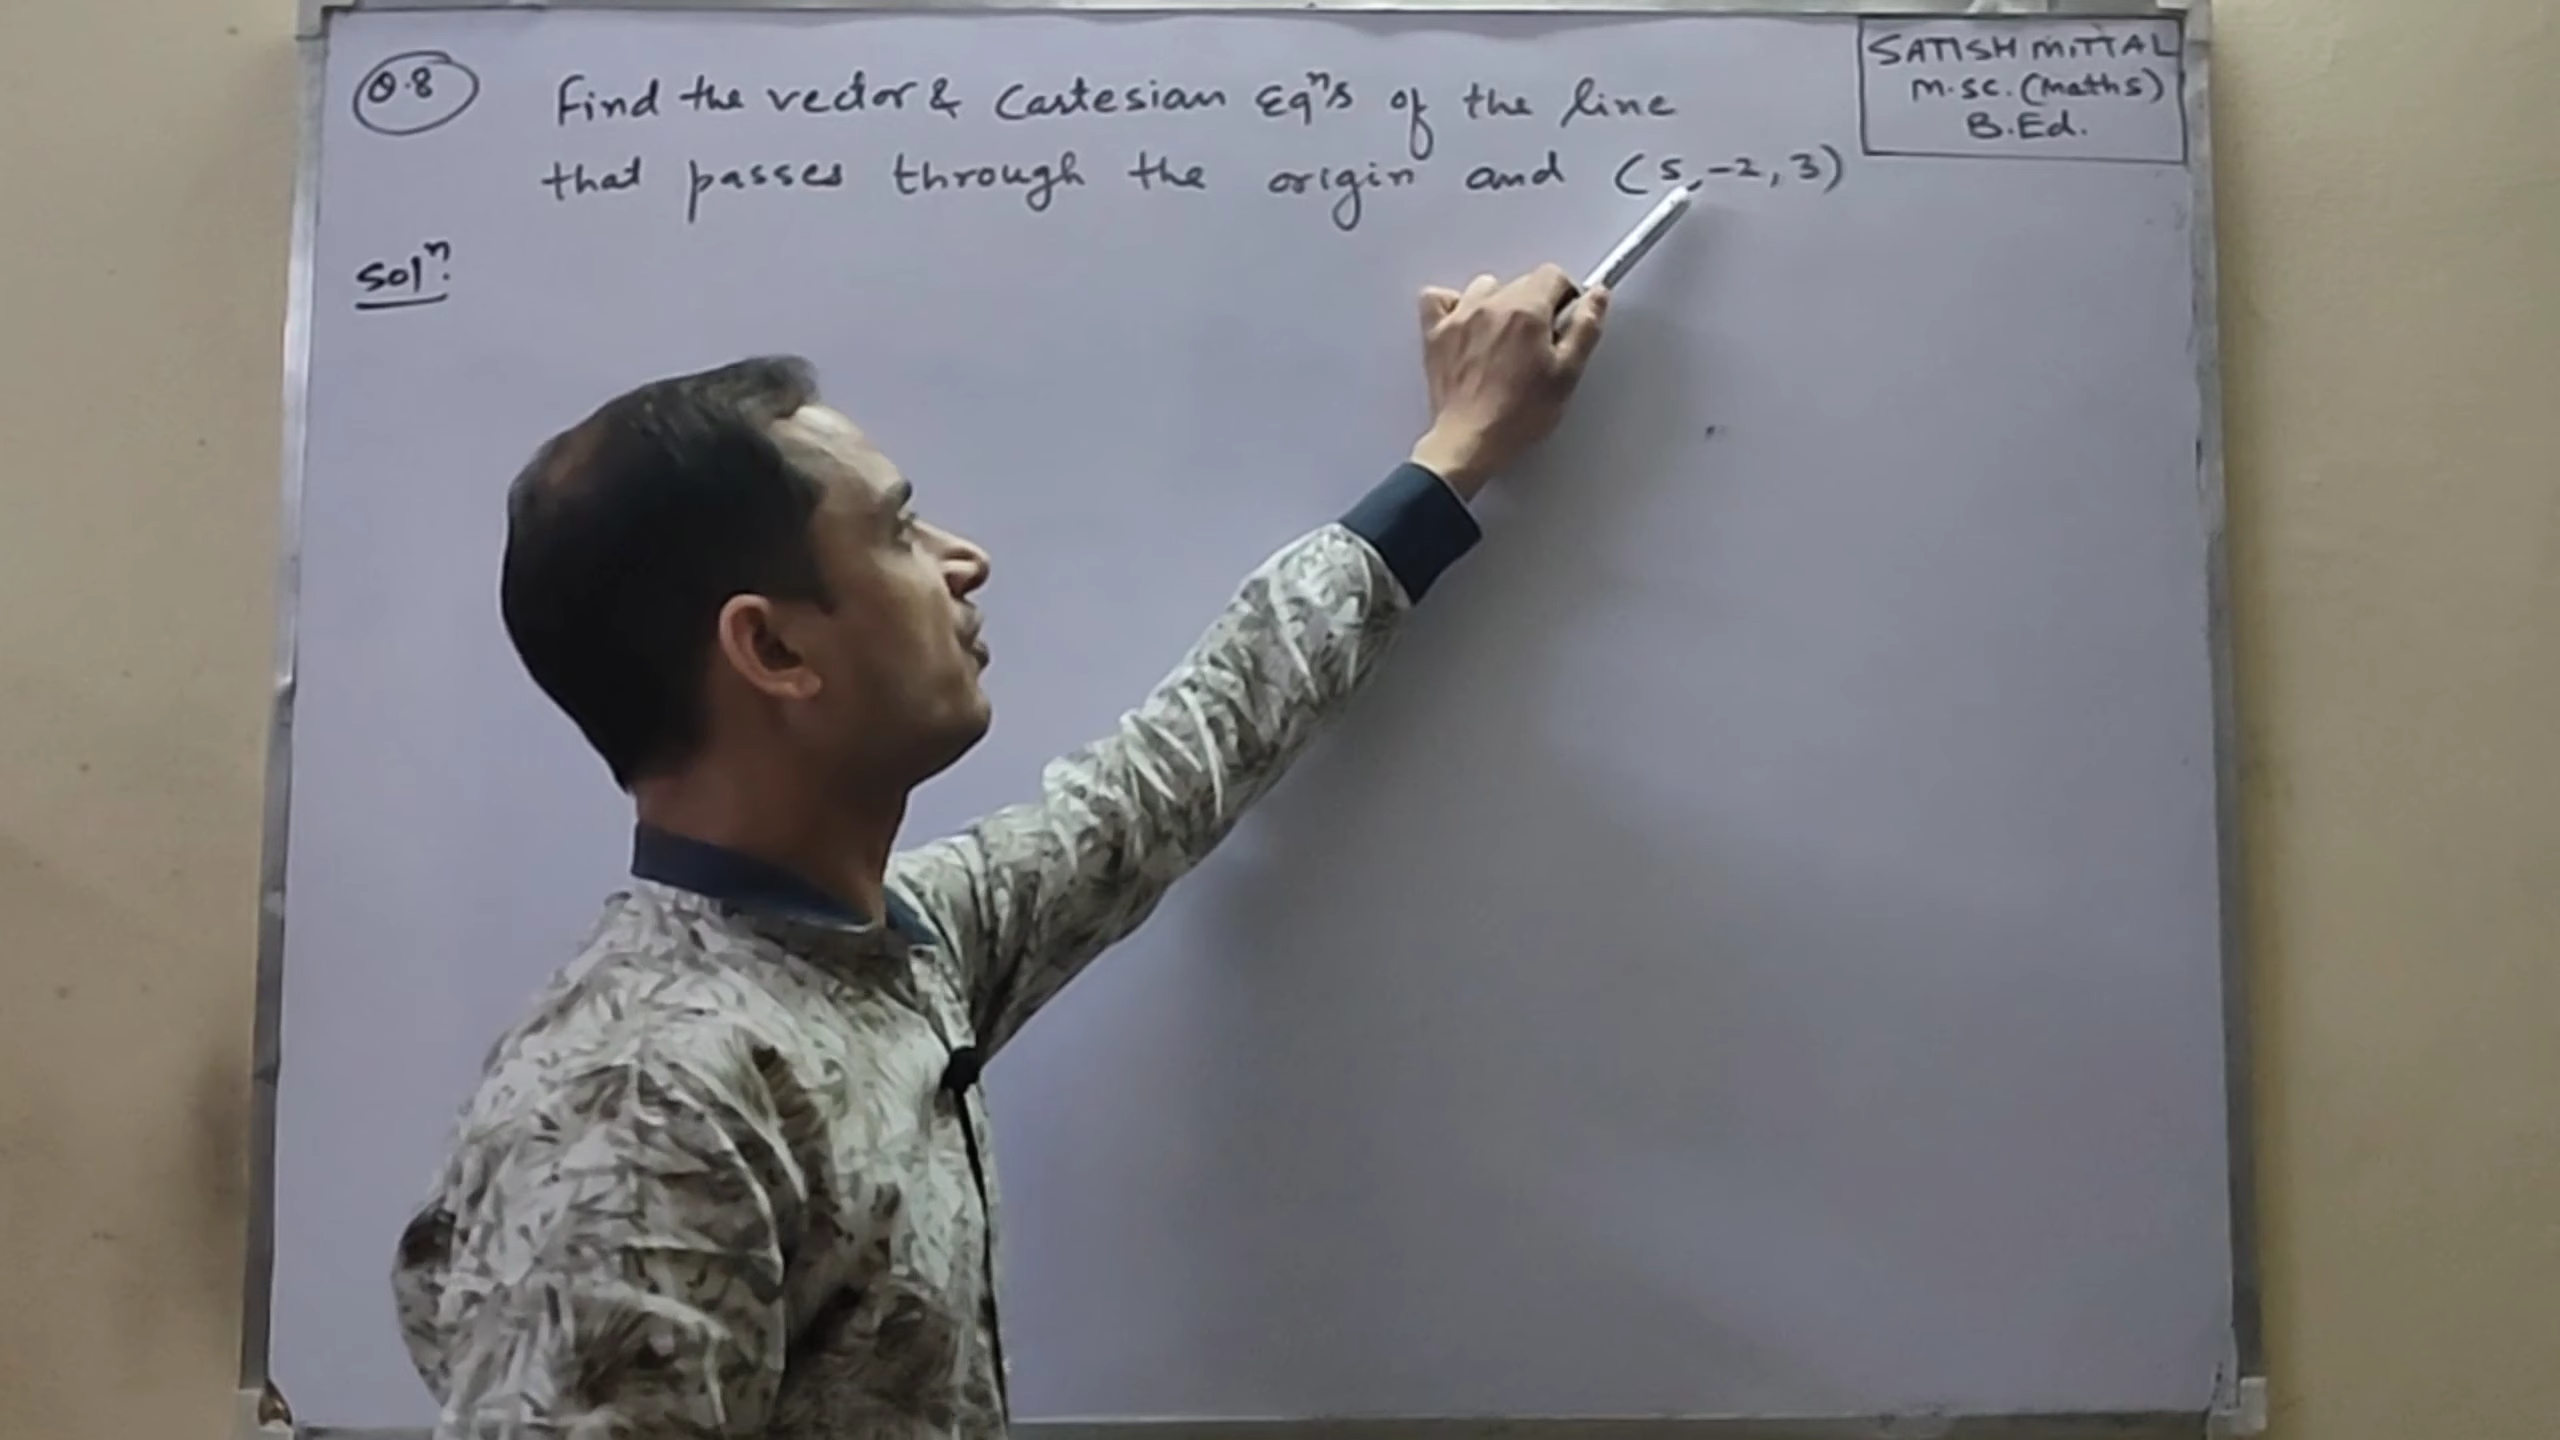 Q.8 Find the vector & Cartesian Eqⁿs of the line
that passes through the origin and (5,-2,3)
Solⁿ:
SATISH MITTAL
M.SC. (Maths)
B.Ed.